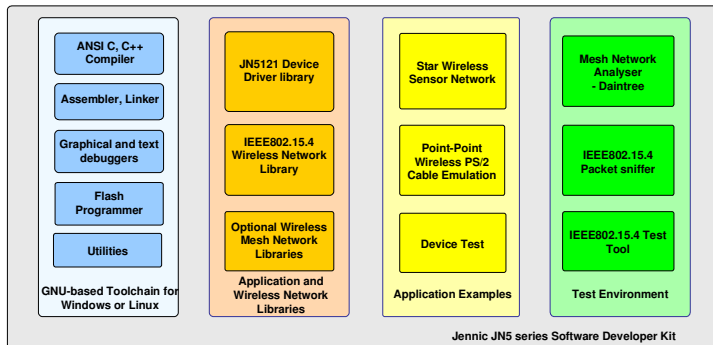 ANSI C, C++
Compiler
Assembler, Linker
Graphical and text
debuggers
Flash
Programmer
Utilities
GNU-based Toolchain for
Windows or Linux
JN5121 Device
Driver library
IEEE802.15.4
Wireless Network
Library
Optional Wireless
Mesh Network
Libraries
Application and
Wireless Network
Libraries
Star Wireless
Sensor Network
Point-Point
Wireless PS/2
Cable Emulation
Device Test
Application Examples
Mesh Network
Analyser
- Daintree
IEEE802.15.4
Packet sniffer
IEEE802.15.4 Test
Tool
Test Environment
Jennic JN5 series Software Developer Kit